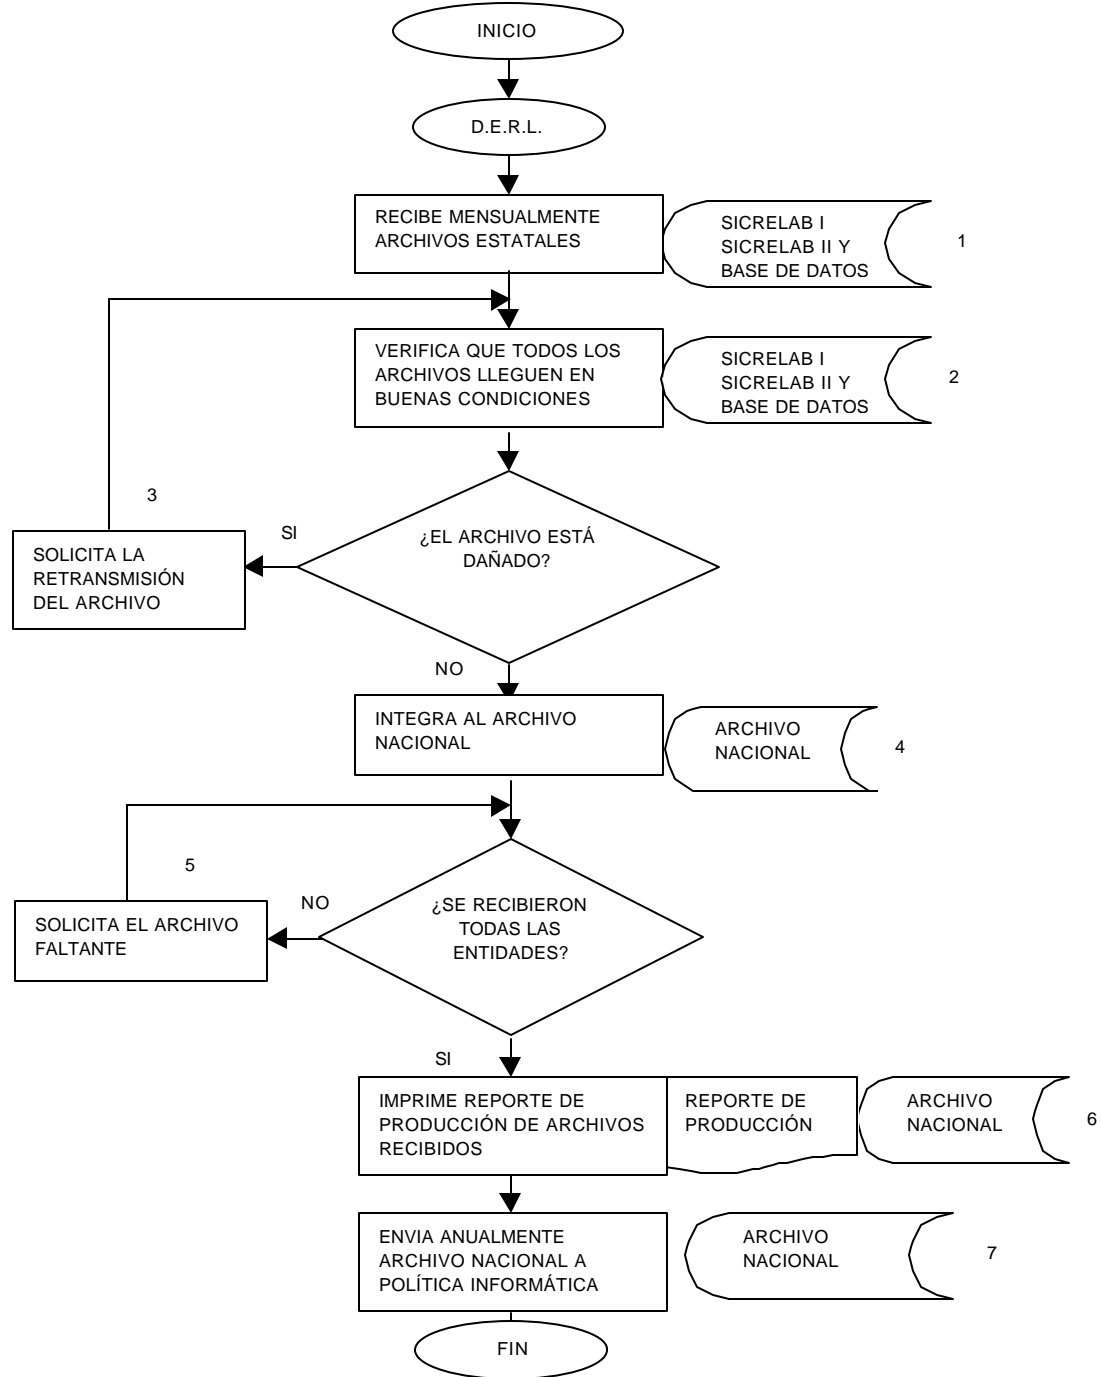 INICIO
D.E.R.L.
RECIBE MENSUALMENTE
ARCHIVOS ESTATALES
SICRELAB I
SICRELAB II Y
BASE DE DATOS
1
VERIFICA QUE TODOS LOS
ARCHIVOS LLEGUEN EN
BUENAS CONDICIONES
SICRELAB I
SICRELAB II Y
BASE DE DATOS
2
¿EL ARCHIVO ESTÁ
DAÑADO?
SI
3
SOLICITA LA
RETRANSMISIÓN
DEL ARCHIVO
NO
INTEGRA AL ARCHIVO
NACIONAL
ARCHIVO
NACIONAL
4
¿SE RECIBIERON
TODAS LAS
ENTIDADES?
NO
5
SOLICITA EL ARCHIVO
FALTANTE
SI
IMPRIME REPORTE DE
PRODUCCIÓN DE ARCHIVOS
RECIBIDOS
REPORTE DE
PRODUCCIÓN
ARCHIVO
NACIONAL
6
ENVIA ANUALMENTE
ARCHIVO NACIONAL A
POLÍTICA INFORMÁTICA
ARCHIVO
NACIONAL
7
FIN